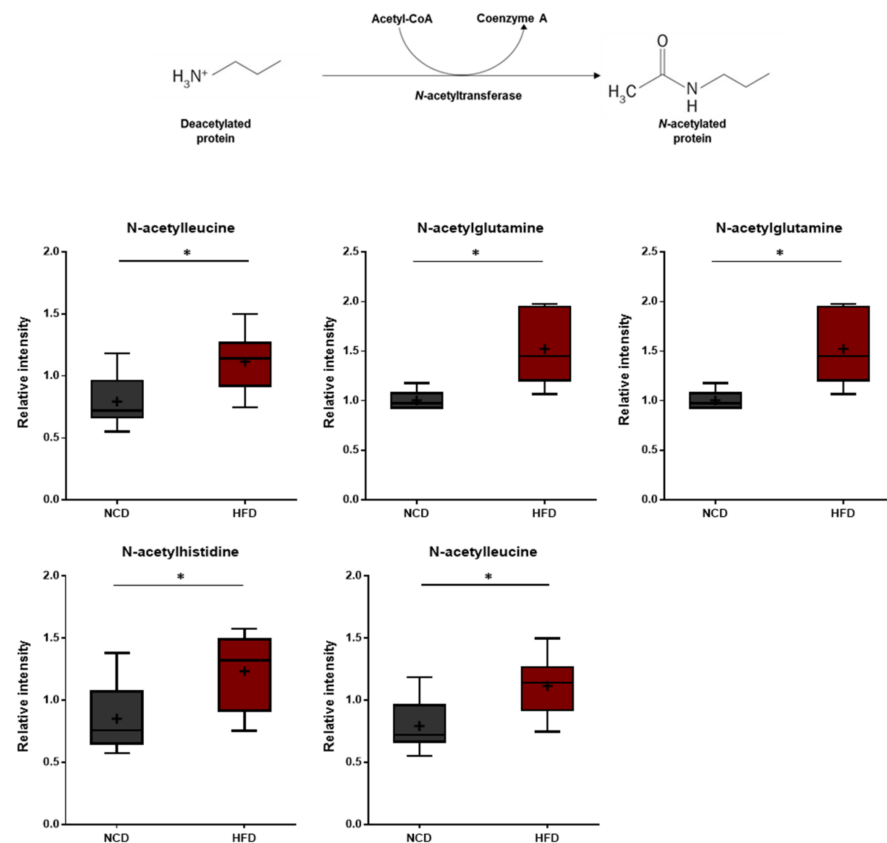 Acetyl-CoA Coenzyme A
H₃N⁺
N-acetyltransferase
O
H₃C
N
H
Deacetylated
protein
N-acetylated
protein
N-acetylleucine
*
Relative intensity
2.0
1.5
1.0
0.5
0.0
NCD HFD
N-acetylglutamine
*
Relative intensity
2.5
2.0
1.5
1.0
0.5
0.0
NCD HFD
N-acetylglutamine
*
Relative intensity
2.5
2.0
1.5
1.0
0.5
0.0
NCD HFD
N-acetylhistidine
*
Relative intensity
2.0
1.5
1.0
0.5
0.0
NCD HFD
N-acetylleucine
*
Relative intensity
2.0
1.5
1.0
0.5
0.0
NCD HFD